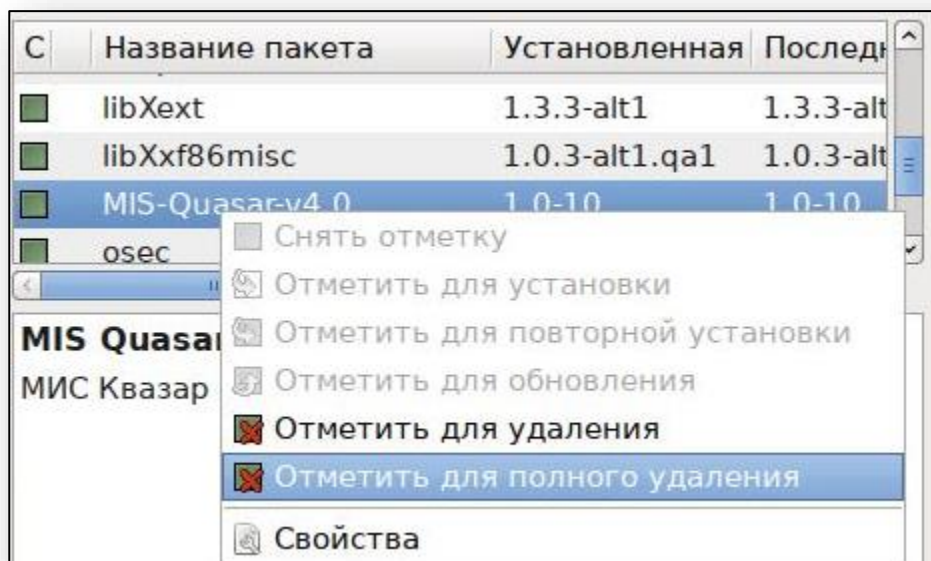 С Название пакета Установленная Последн
libXext 1.3.3-alt1 1.3.3-alt
libXxf86misc 1.0.3-alt1.qa1 1.0.3-alt
MIS-Quasar-v4.0 1.0-10 1.0-10
osec
Снять отметку
Отметить для установки
Отметить для повторной установки
Отметить для обновления
Отметить для удаления
Отметить для полного удаления
Свойства
MIS Quasar
МИС Квазар